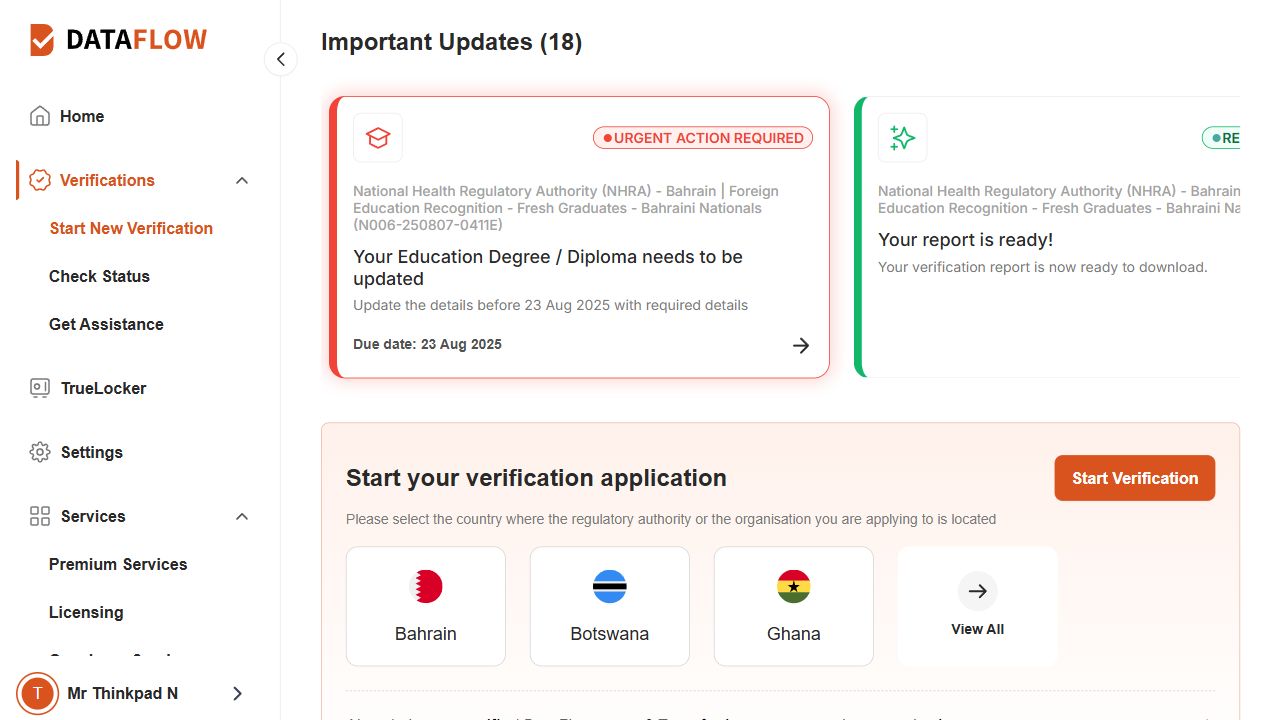 DATAFLOW
Home
Verifications
Start New Verification
Check Status
Get Assistance
TrueLocker
Settings
Services
Premium Services
Licensing
T
Mr Thinkpad N
Important Updates (18)
URGENT ACTION REQUIRED
National Health Regulatory Authority (NHRA) - Bahrain | Foreign
Education Recognition - Fresh Graduates - Bahraini Nationals
(N006-250807-0411E)
Your Education Degree / Diploma needs to be
updated
Update the details before 23 Aug 2025 with required details
Due date: 23 Aug 2025
RE
National Health Regulatory Authority (NHRA) - Bahrain
Education Recognition - Fresh Graduates - Bahraini Na
Your report is ready!
Your verification report is now ready to download.
Start your verification application
Start Verification
Please select the country where the regulatory authority or the organisation you are applying to is located
Bahrain
Botswana
Ghana
View All